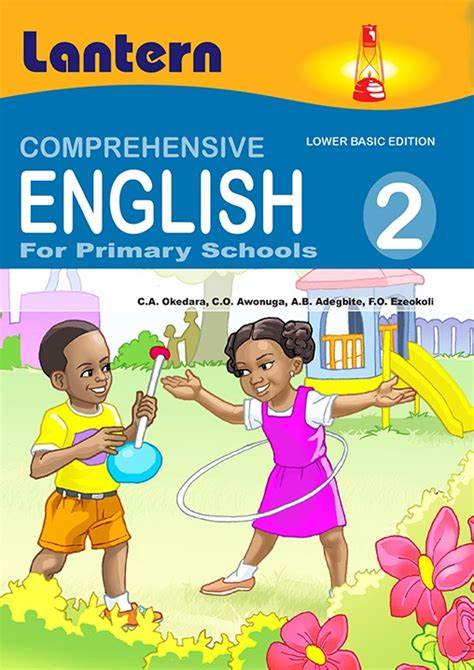 Lantern
LOWER BASIC EDITION
COMPREHENSIVE
ENGLISH 2
For Primary Schools
C.A. Okedara, C.O. Awonuga, A.B. Adegbite, F.O. Ezeokoli